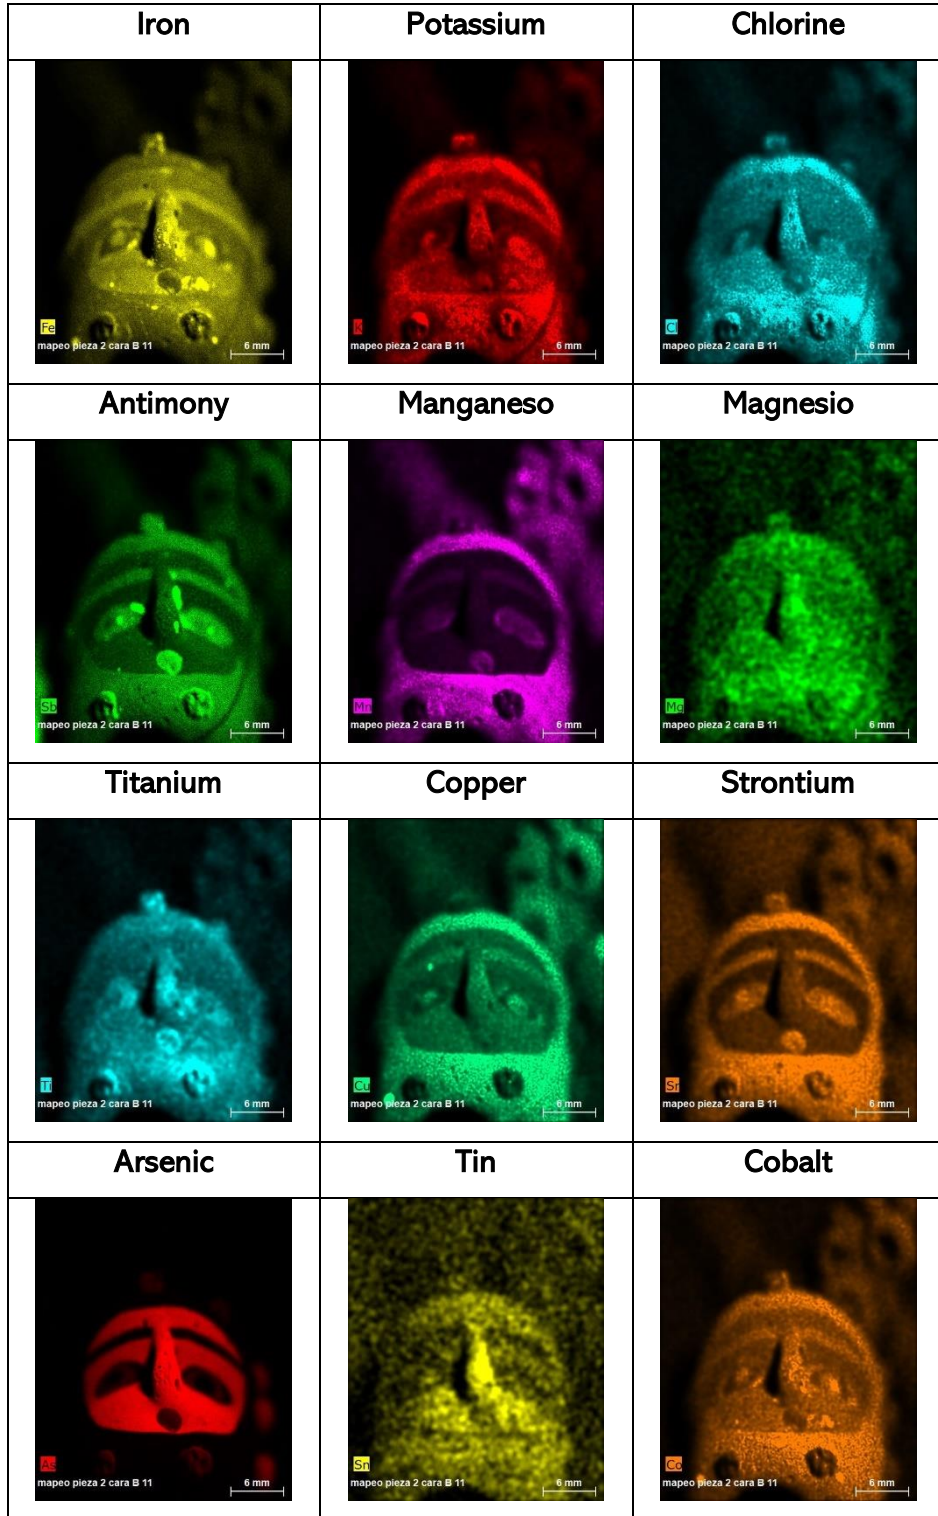 Iron Potassium Chlorine
Fe K Cl
mapeo pieza 2 cara B 11 6 mm mapeo pieza 2 cara B 11 6 mm mapeo pieza 2 cara B 11 6 mm
Antimony Manganeso Magnesio
Sb Mn Mg
mapeo pieza 2 cara B 11 6 mm mapeo pieza 2 cara B 11 6 mm mapeo pieza 2 cara B 11 6 mm
Titanium Copper Strontium
Ti Cu Sr
mapeo pieza 2 cara B 11 6 mm mapeo pieza 2 cara B 11 6 mm mapeo pieza 2 cara B 11 6 mm
Arsenic Tin Cobalt
As Sn Co
mapeo pieza 2 cara B 11 6 mm mapeo pieza 2 cara B 11 6 mm mapeo pieza 2 cara B 11 6 mm